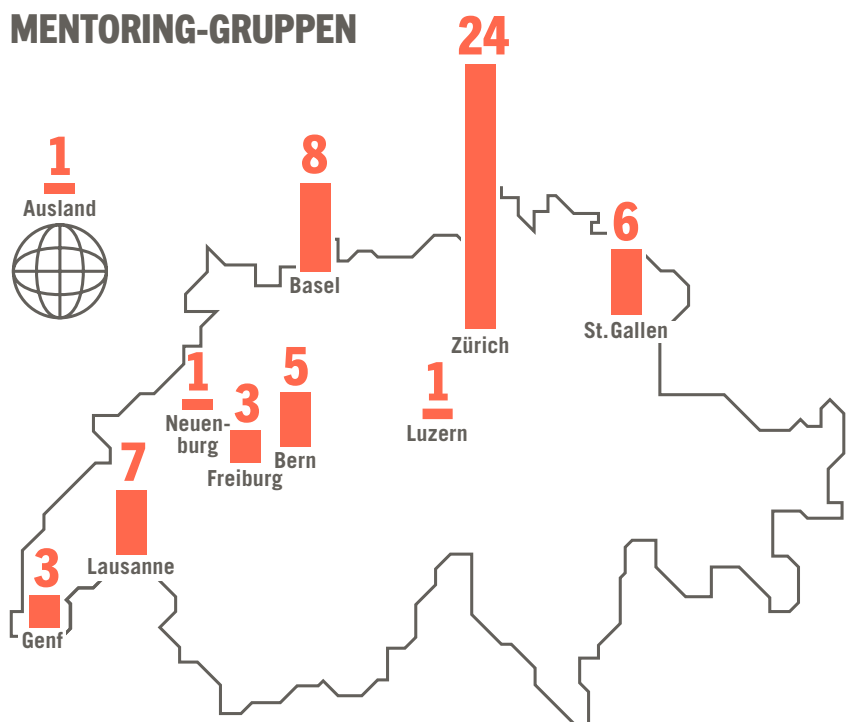 MENTORING-GRUPPEN
24
1
Ausland
8
Basel
6
St. Gallen
Zürich
1
Neuen-
burg
3
Freiburg
5
Bern
1
Luzern
7
Lausanne
3
Genf